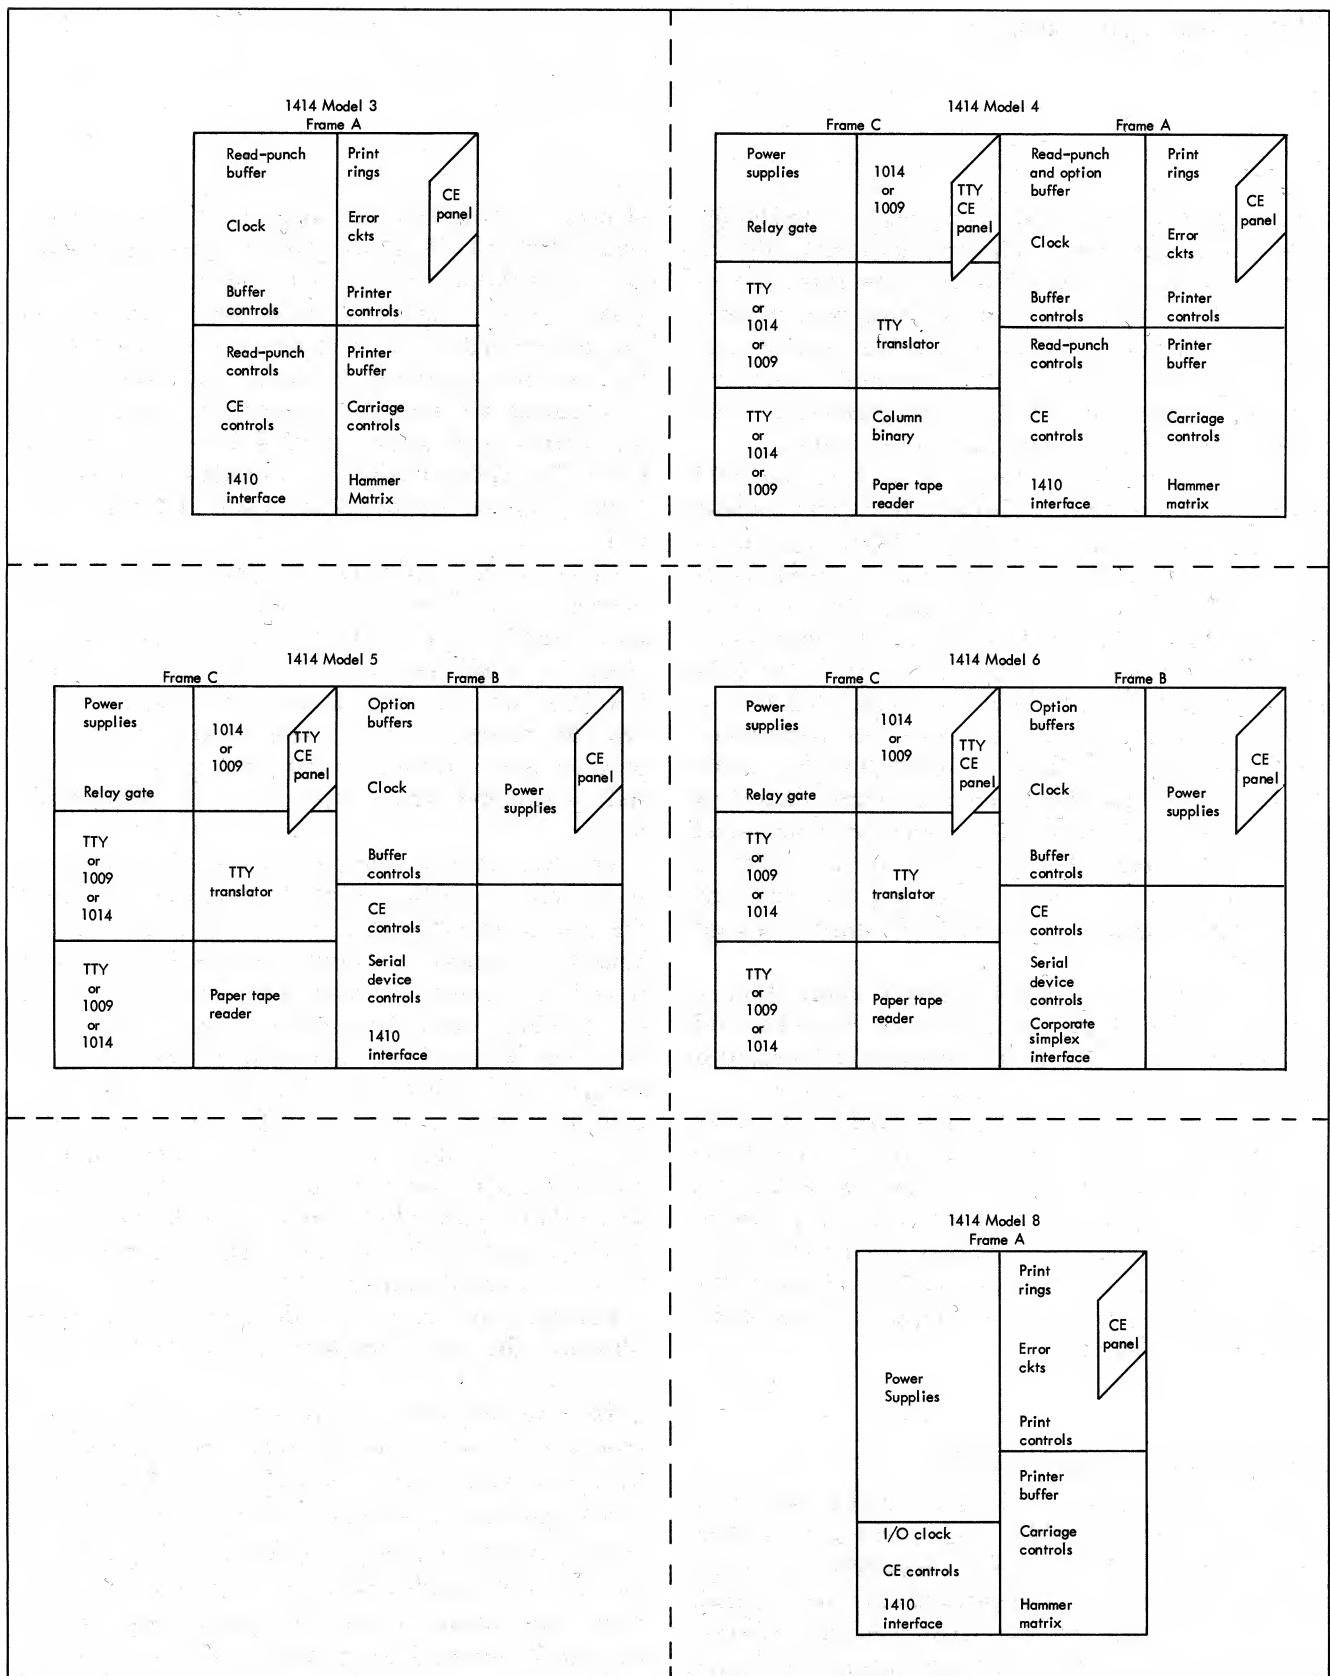 1414 Model 3
Frame A
Read-punch
buffer
Clock
Buffer
controls
Print
rings
Error
ckts
Printer
controls
CE
panel
Read-punch
controls
CE
controls
1410
interface
Printer
buffer
Carriage
controls
Hammer
Matrix
1414 Model 4
Frame C
Frame A
Power
supplies
Relay gate
1014
or
1009
TTY
CE
panel
TTY
or
1014
or
1009
TTY
translator
TTY
or
1014
or
1009
Column
binary
Paper tape
reader
Read-punch
and option
buffer
Clock
Buffer
controls
Print
rings
Error
ckts
Printer
controls
CE
panel
Read-punch
controls
CE
controls
1410
interface
Printer
buffer
Carriage
controls
Hammer
matrix
1414 Model 5
Frame C
Frame B
Power
supplies
Relay gate
1014
or
1009
TTY
CE
panel
TTY
or
1009
or
1014
TTY
translator
TTY
or
1009
or
1014
Paper tape
reader
Option
buffers
Clock
Buffer
controls
Power
supplies
CE
panel
CE
controls
Serial
device
controls
1410
interface
1414 Model 6
Frame C
Frame B
Power
supplies
Relay gate
1014
or
1009
TTY
CE
panel
TTY
or
1009
or
1014
TTY
translator
TTY
or
1009
or
1014
Paper tape
reader
Option
buffers
Clock
Buffer
controls
Power
supplies
CE
panel
CE
controls
Serial
device
controls
Corporate
simplex
interface
1414 Model 8
Frame A
Power
Supplies
I/O clock
CE controls
1410
interface
Print
rings
Error
ckts
Print
controls
CE
panel
Printer
buffer
Carriage
controls
Hammer
matrix